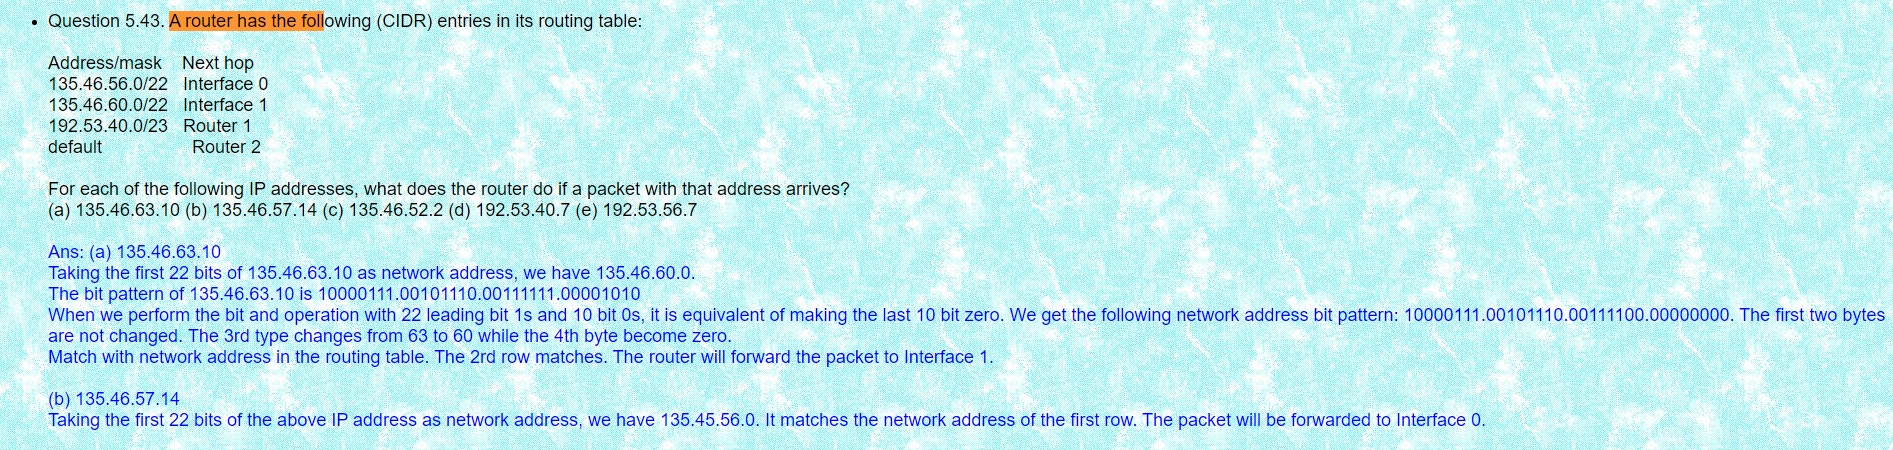 • Question 5.43. A router has the following (CIDR) entries in its routing table:
Address/mask    Next hop
135.46.56.0/22   Interface 0
135.46.60.0/22   Interface 1
192.53.40.0/23   Router 1
default                  Router 2
For each of the following IP addresses, what does the router do if a packet with that address arrives?
(a) 135.46.63.10 (b) 135.46.57.14 (c) 135.46.52.2 (d) 192.53.40.7 (e) 192.53.56.7
Ans: (a) 135.46.63.10
Taking the first 22 bits of 135.46.63.10 as network address, we have 135.46.60.0.
The bit pattern of 135.46.63.10 is 10000111.00101110.00111111.00001010
When we perform the bit and operation with 22 leading bit 1s and 10 bit 0s, it is equivalent of making the last 10 bit zero. We get the following network address bit pattern: 10000111.00101110.00111100.00000000. The first two bytes
are not changed. The 3rd type changes from 63 to 60 while the 4th byte become zero.
Match with network address in the routing table. The 2rd row matches. The router will forward the packet to Interface 1.
(b) 135.46.57.14
Taking the first 22 bits of the above IP address as network address, we have 135.45.56.0. It matches the network address of the first row. The packet will be forwarded to Interface 0.